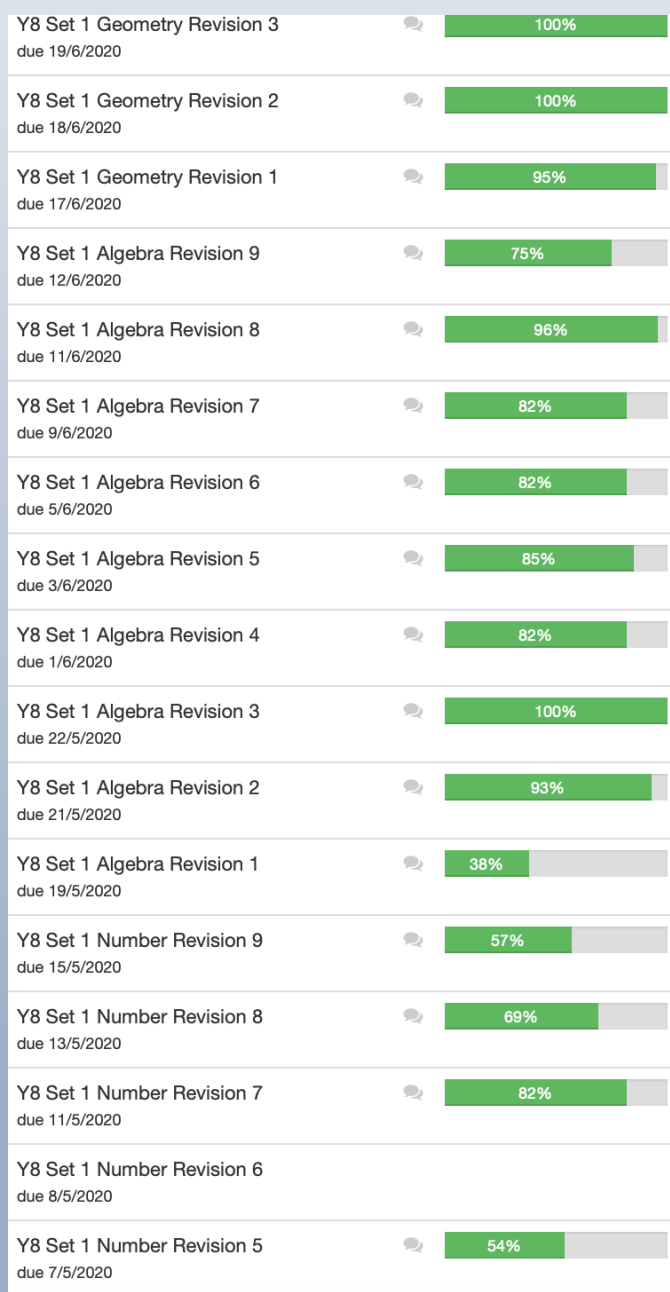 Y8 Set 1 Geometry Revision 3
100%
due 19/6/2020
Y8 Set 1 Geometry Revision 2
100%
due 18/6/2020
Y8 Set 1 Geometry Revision 1
95%
due 17/6/2020
Y8 Set 1 Algebra Revision 9
75%
due 12/6/2020
Y8 Set 1 Algebra Revision 8
96%
due 11/6/2020
Y8 Set 1 Algebra Revision 7
82%
due 9/6/2020
Y8 Set 1 Algebra Revision 6
82%
due 5/6/2020
Y8 Set 1 Algebra Revision 5
85%
due 3/6/2020
Y8 Set 1 Algebra Revision 4
82%
due 1/6/2020
Y8 Set 1 Algebra Revision 3
100%
due 22/5/2020
Y8 Set 1 Algebra Revision 2
93%
due 21/5/2020
Y8 Set 1 Algebra Revision 1
38%
due 19/5/2020
Y8 Set 1 Number Revision 9
57%
due 15/5/2020
Y8 Set 1 Number Revision 8
69%
due 13/5/2020
Y8 Set 1 Number Revision 7
82%
due 11/5/2020
Y8 Set 1 Number Revision 6
due 8/5/2020
Y8 Set 1 Number Revision 5
54%
due 7/5/2020